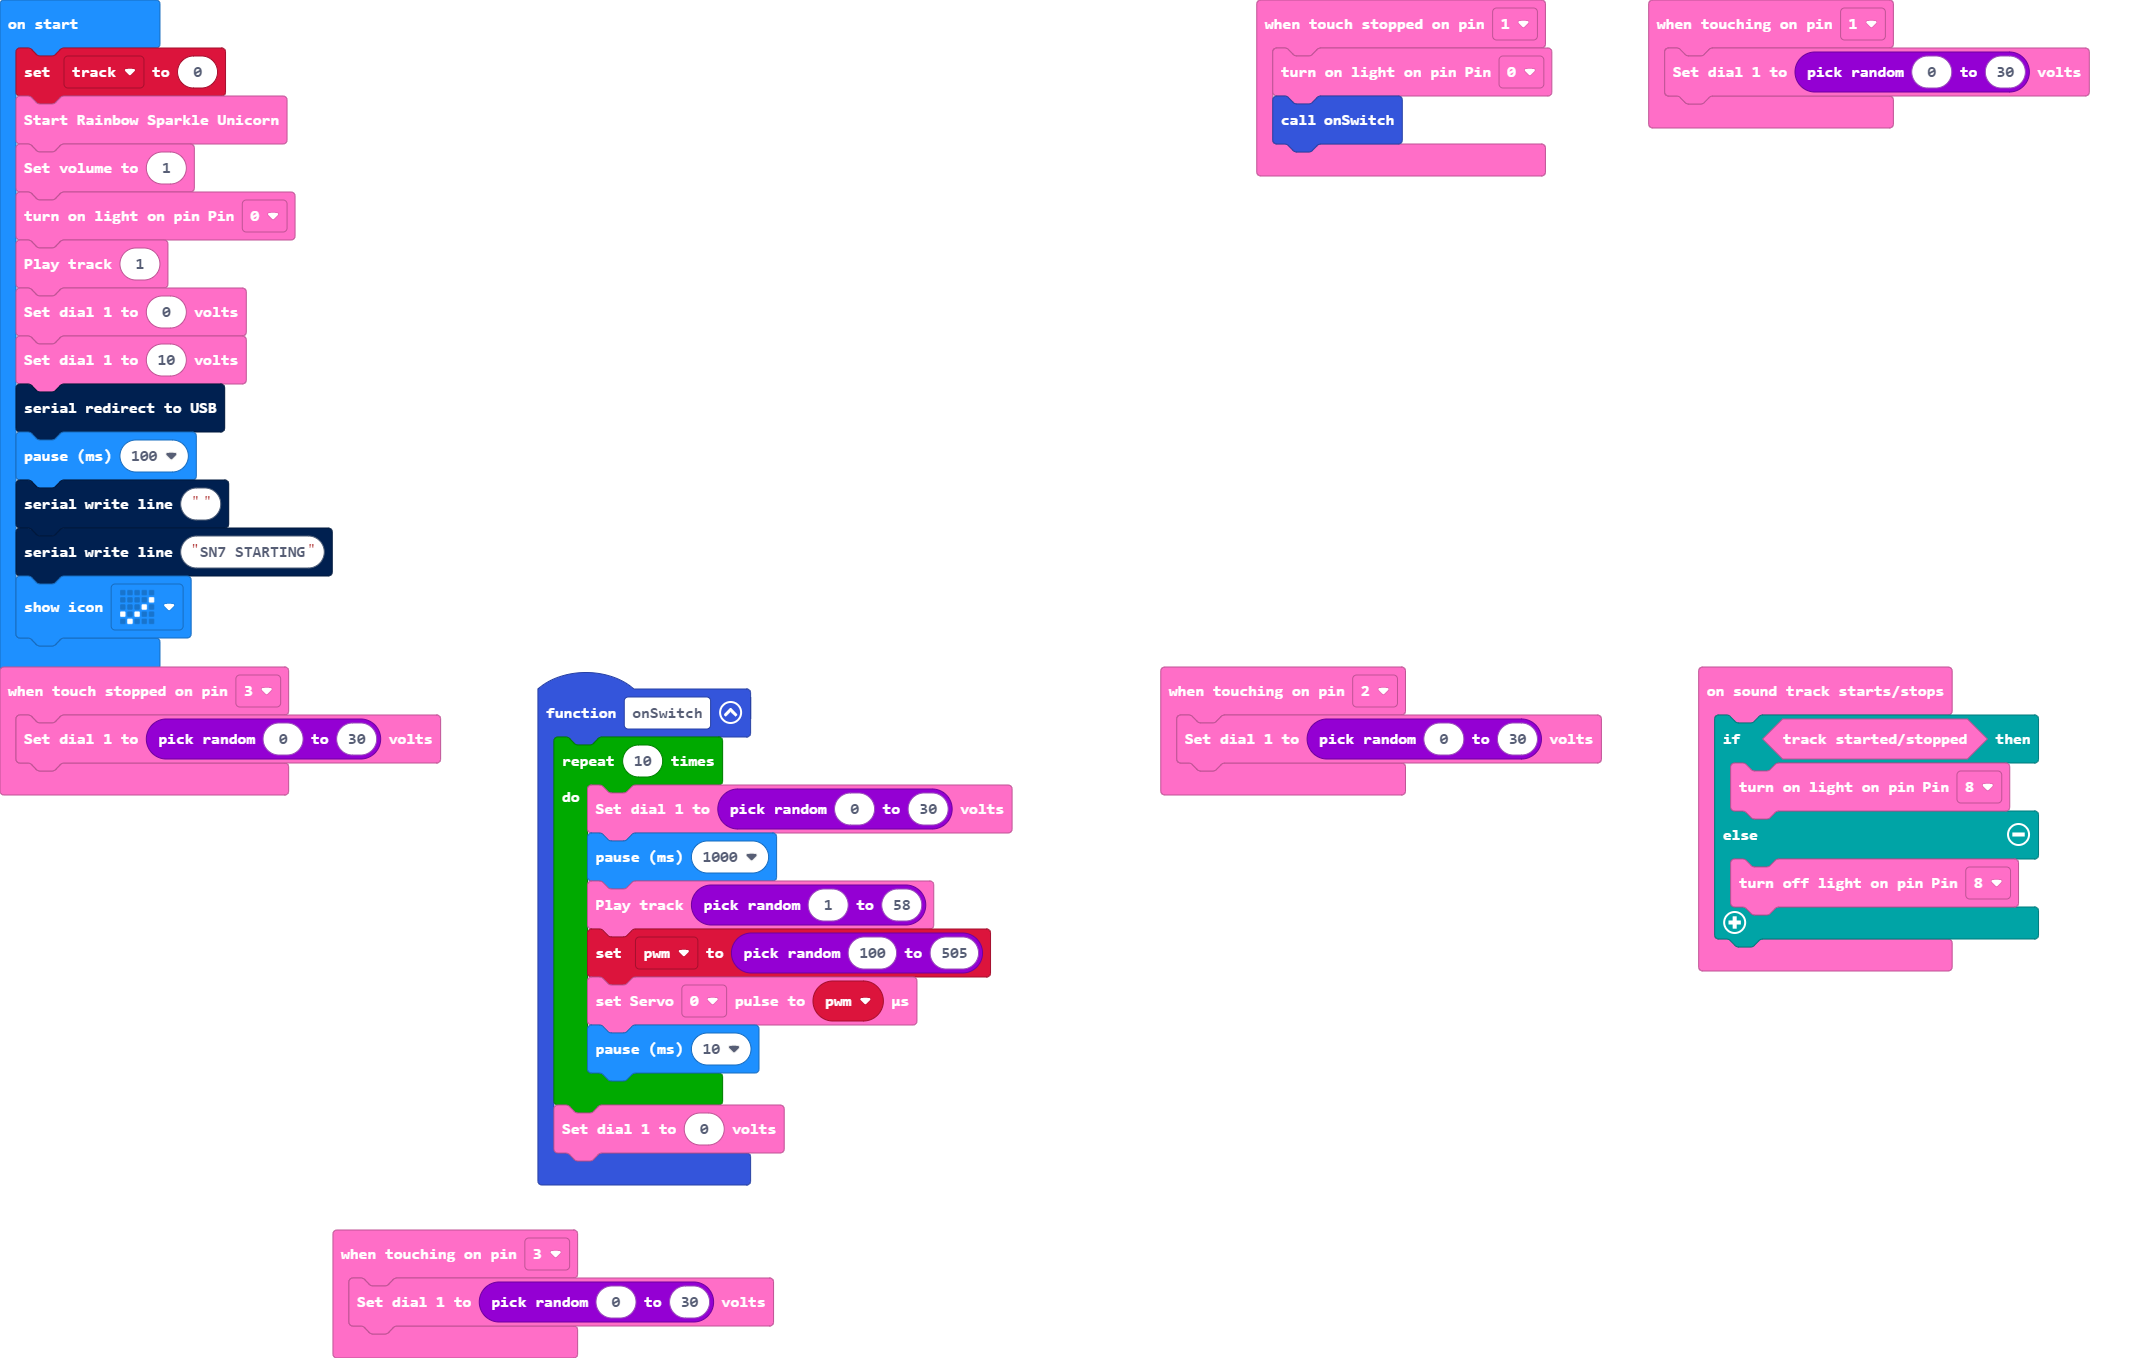 on start
set track to 0
Start Rainbow Sparkle Unicorn
Set volume to 1
turn on light on pin Pin 0
Play track 1
Set dial 1 to 0 volts
Set dial 1 to 10 volts
serial redirect to USB
pause (ms) 100
serial write line ""
serial write line "SN7 STARTING"
show icon
when touch stopped on pin 1
turn on light on pin Pin 0
call onSwitch
when touching on pin 1
Set dial 1 to pick random 0 to 30 volts
when touch stopped on pin 3
Set dial 1 to pick random 0 to 30 volts
function onSwitch
repeat 10 times
do
Set dial 1 to pick random 0 to 30 volts
pause (ms) 1000
Play track pick random 1 to 58
set pwm to pick random 100 to 505
set Servo 0 pulse to pwm µs
pause (ms) 10
Set dial 1 to 0 volts
when touching on pin 2
Set dial 1 to pick random 0 to 30 volts
on sound track starts/stops
if track started/stopped then
turn on light on pin Pin 8
else
turn off light on pin Pin 8
when touching on pin 3
Set dial 1 to pick random 0 to 30 volts